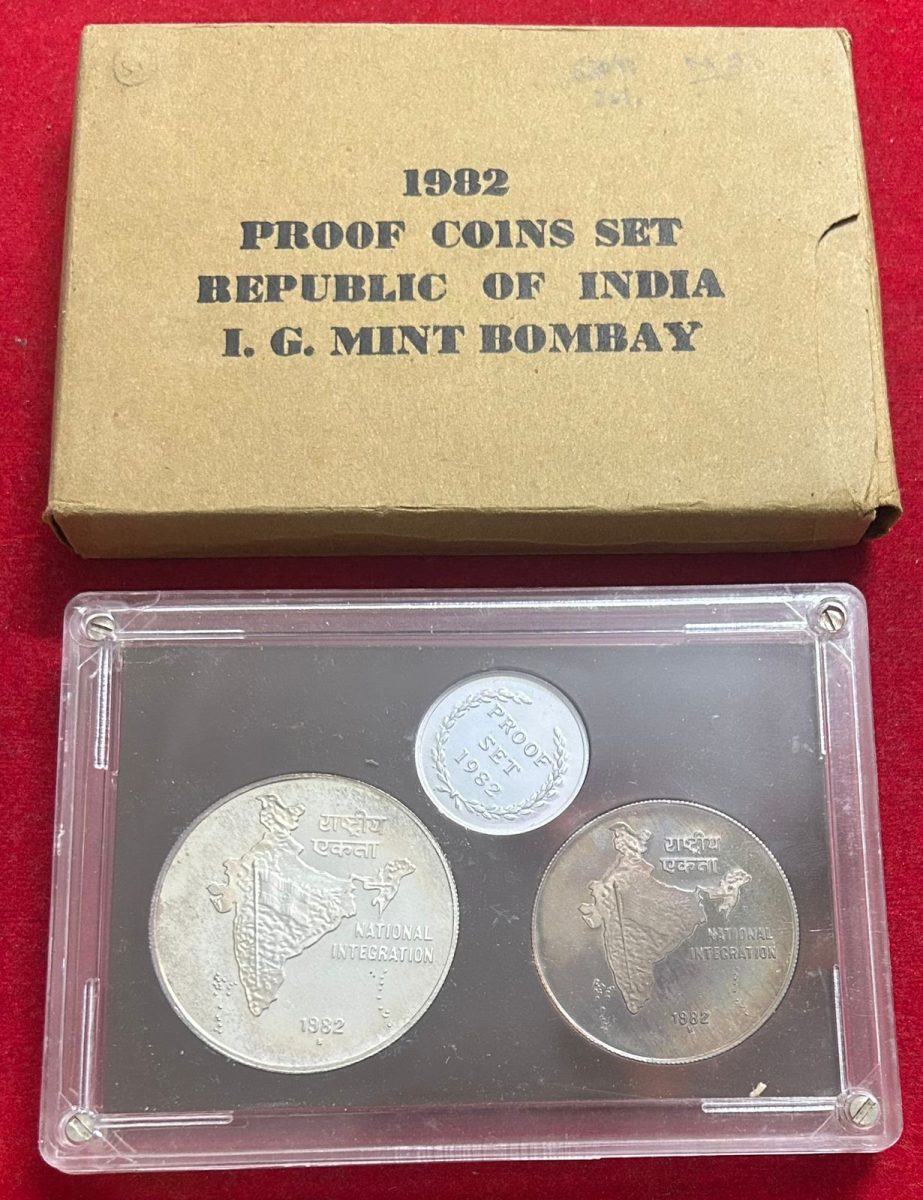 1982
PROOF COINS SET
REPUBLIC OF INDIA
I. G. MINT BOMBAY
PROOF
SET
1982
राष्ट्रीय
एकता
NATIONAL
INTEGRATION
1982
राष्ट्रीय
एकता
NATIONAL
INTEGRATION
1982